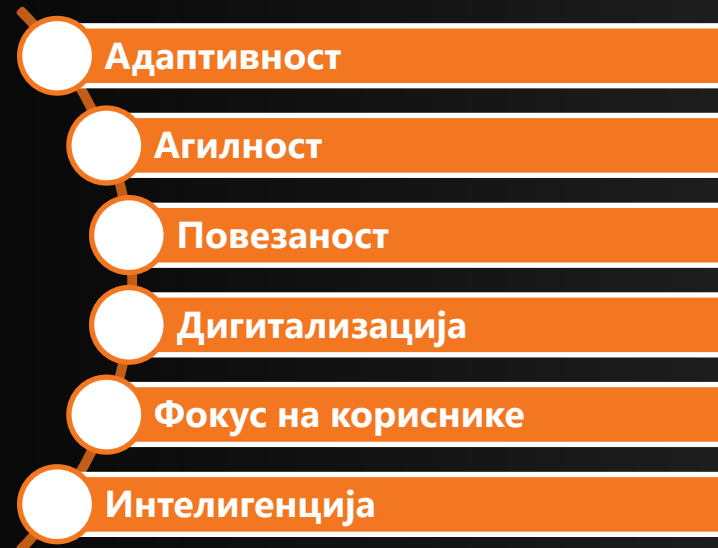 Адаптивност
Агилност
Повезаност
Дигитализација
Фокус на кориснике
Интелигенција